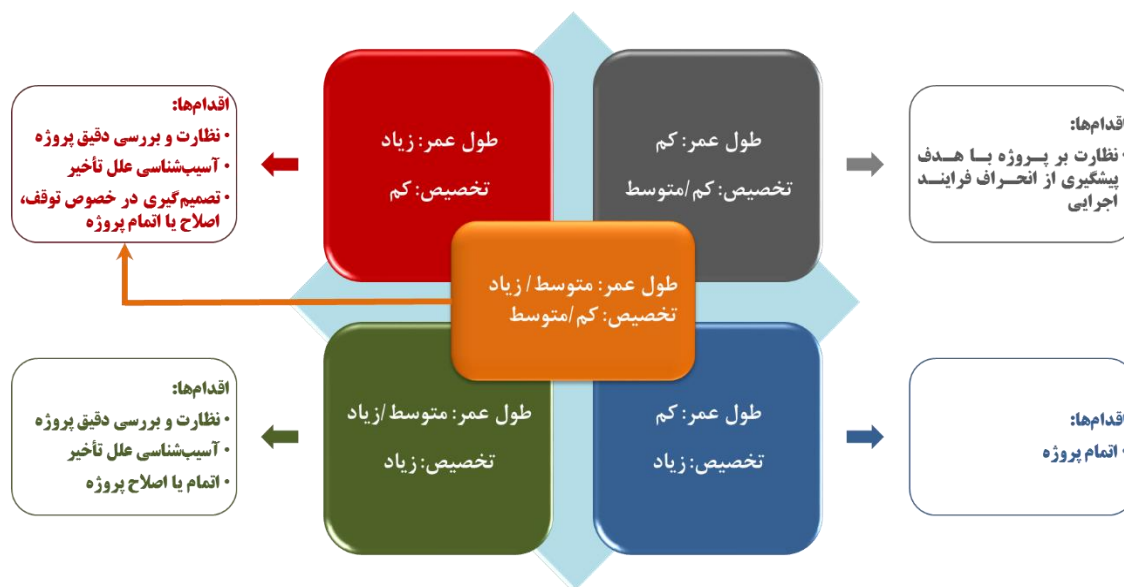 اقدام‌ها:
• نظارت بر پروژه با هدف
پیشگیری از انحراف فرایند
اجرایی
طول عمر: کم
تخصیص: کم/متوسط
طول عمر: زیاد
تخصیص: کم
اقدام‌ها:
• نظارت و بررسی دقیق پروژه
• آسیب‌شناسی علل تأخیر
• تصمیم‌گیری در خصوص توقف،
اصلاح یا اتمام پروژه
طول عمر: متوسط/ زیاد
تخصیص: کم/متوسط
اقدام‌ها:
• اتمام پروژه
طول عمر: کم
تخصیص: زیاد
طول عمر: متوسط/زیاد
تخصیص: زیاد
اقدام‌ها:
• نظارت و بررسی دقیق پروژه
• آسیب‌شناسی علل تأخیر
• اتمام یا اصلاح پروژه